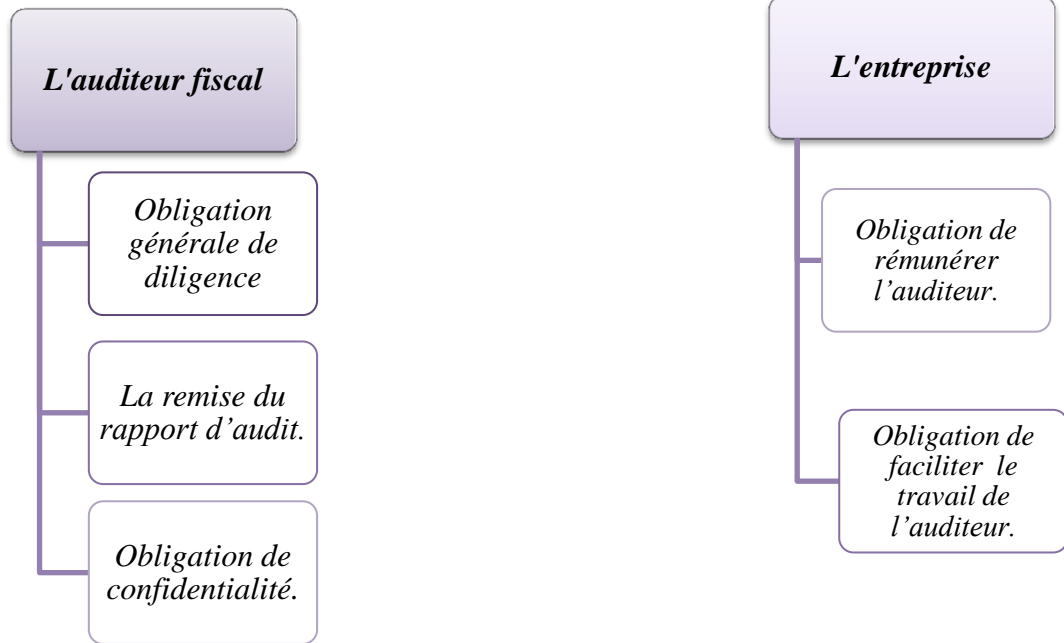 L'auditeur fiscal
Obligation
générale de
diligence
La remise du
rapport d’audit.
Obligation de
confidentialité.
L'entreprise
Obligation de
rémunérer
l’auditeur.
Obligation de
faciliter le
travail de
l’auditeur.